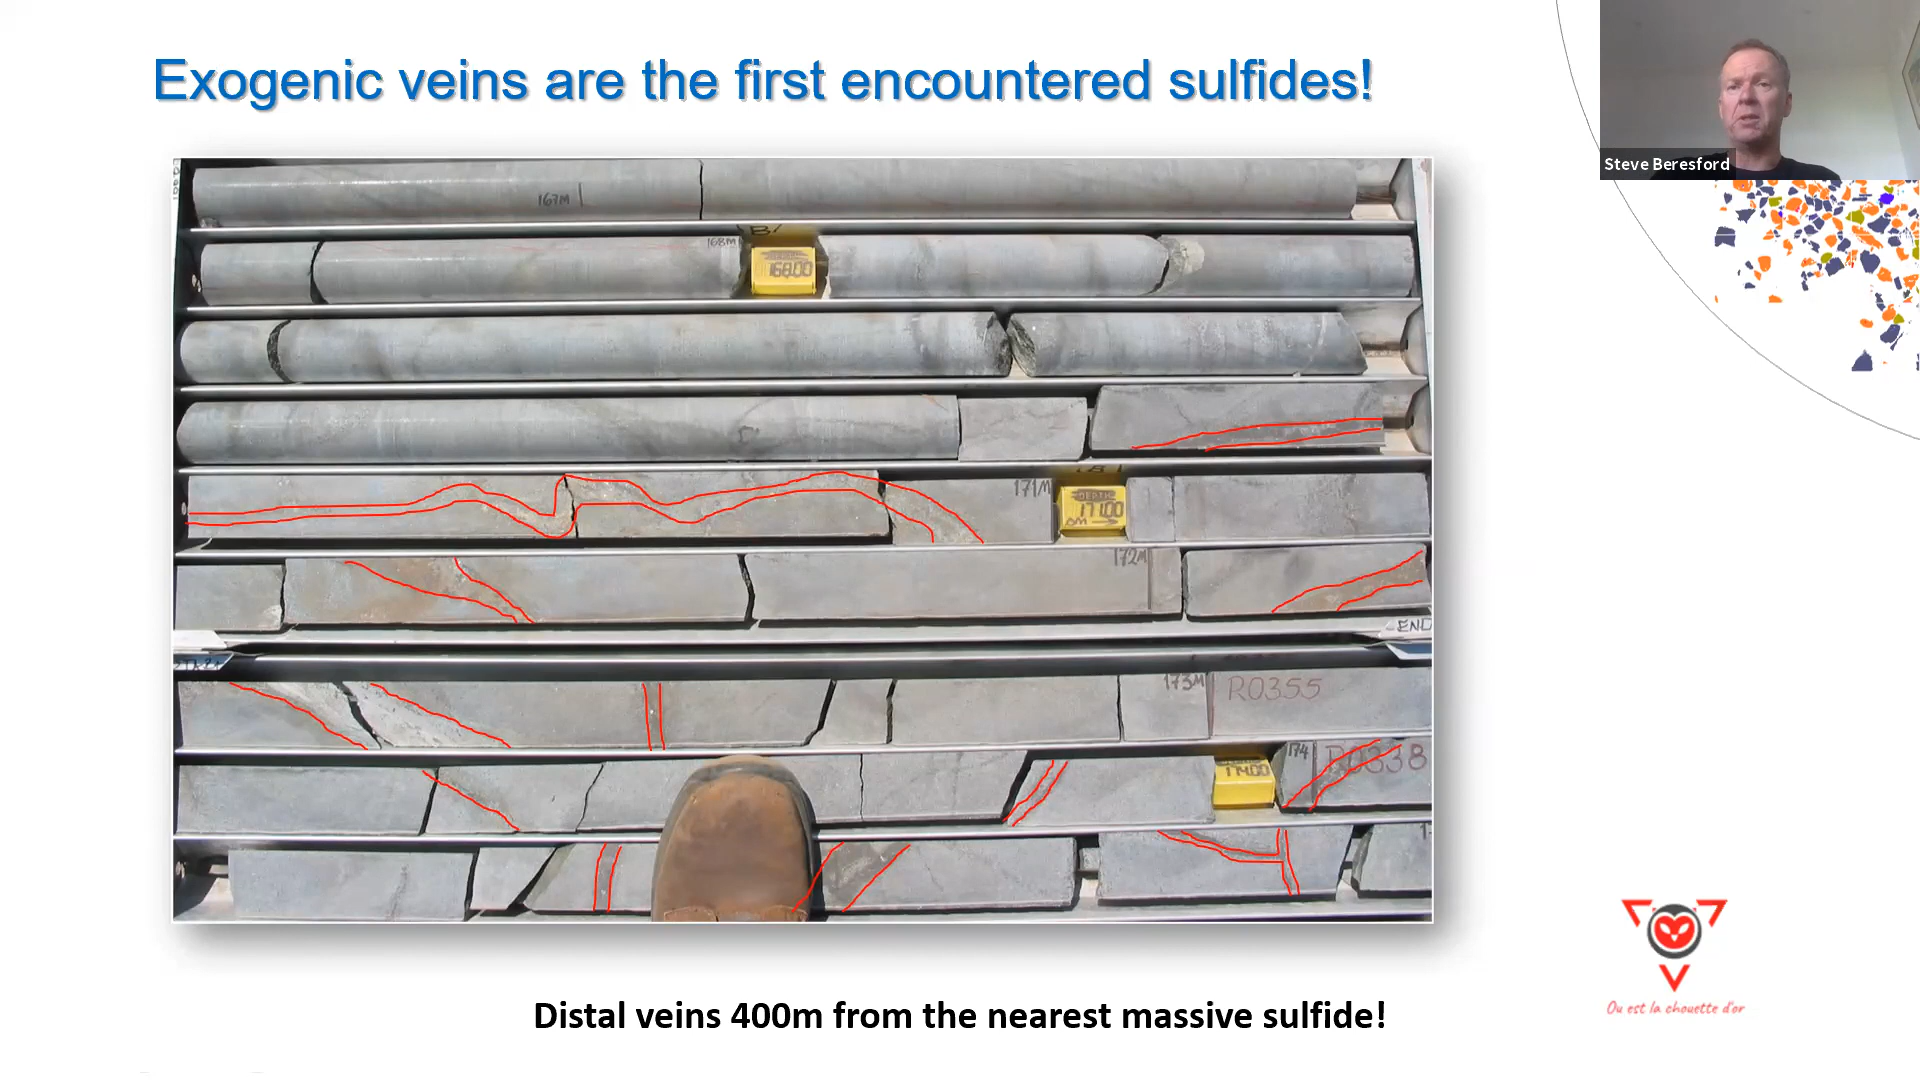 Exogenic veins are the first encountered sulfides!
Steve Beresford
167M
168M
168.00
171M
DEPTH
171.00
172M
END
173M
R0355
174
R0338
174.00
Distal veins 400m from the nearest massive sulfide!
Ou est la chouette d'or